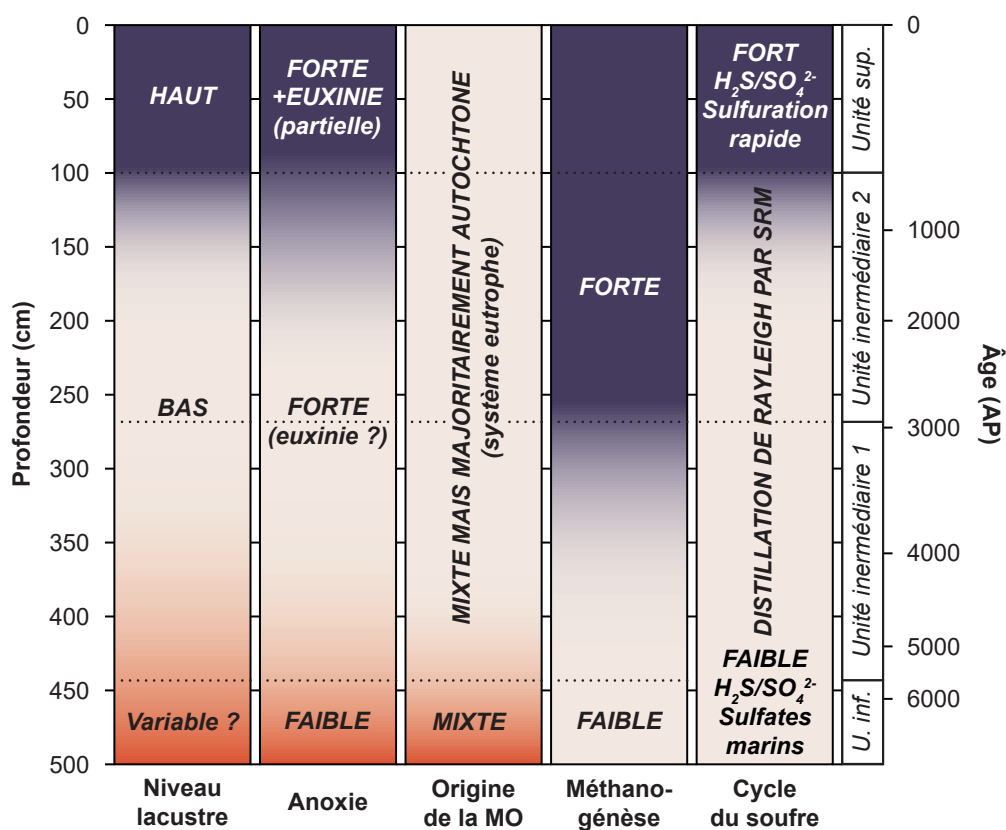 0
50
100
150
200
250
300
350
400
450
500
Profondeur (cm)
HAUT
BAS
Variable ?
Niveau
lacustre
FORTE
+EUXINIE
(partielle)
FORTE
(euxinie ?)
FAIBLE
Anoxie
MIXTE MAIS MAJORITAIREMENT AUTOCHTONE
(système eutrophe)
MIXTE
Origine
de la MO
FORTE
FAIBLE
Méthano-
génèse
FORT
H₂S/SO₄²⁻
Sulfuration
rapide
DISTILLATION DE RAYLEIGH PAR SRM
FAIBLE
H₂S/SO₄²⁻
Sulfates
marins
Cycle
du soufre
Unité sup.
Unité inermédiaire 2
Unité inermédiaire 1
U. inf.
0
1000
2000
3000
4000
5000
6000
Âge (AP)